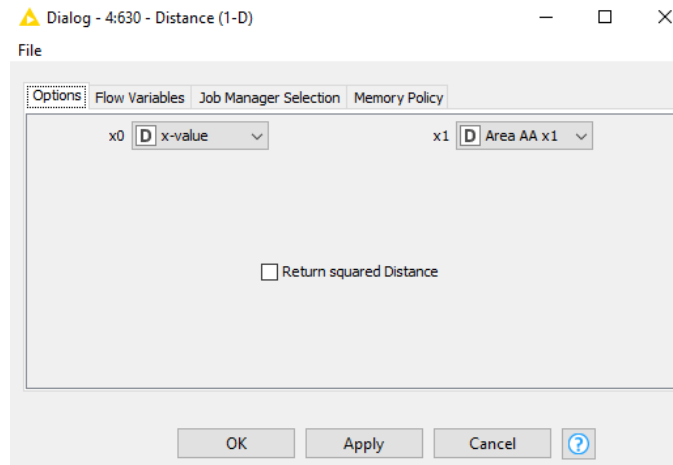 Dialog - 4:630 - Distance (1-D)
File
Options Flow Variables Job Manager Selection Memory Policy
x0 D x-value x1 D Area AA x1
Return squared Distance
OK Apply Cancel ?